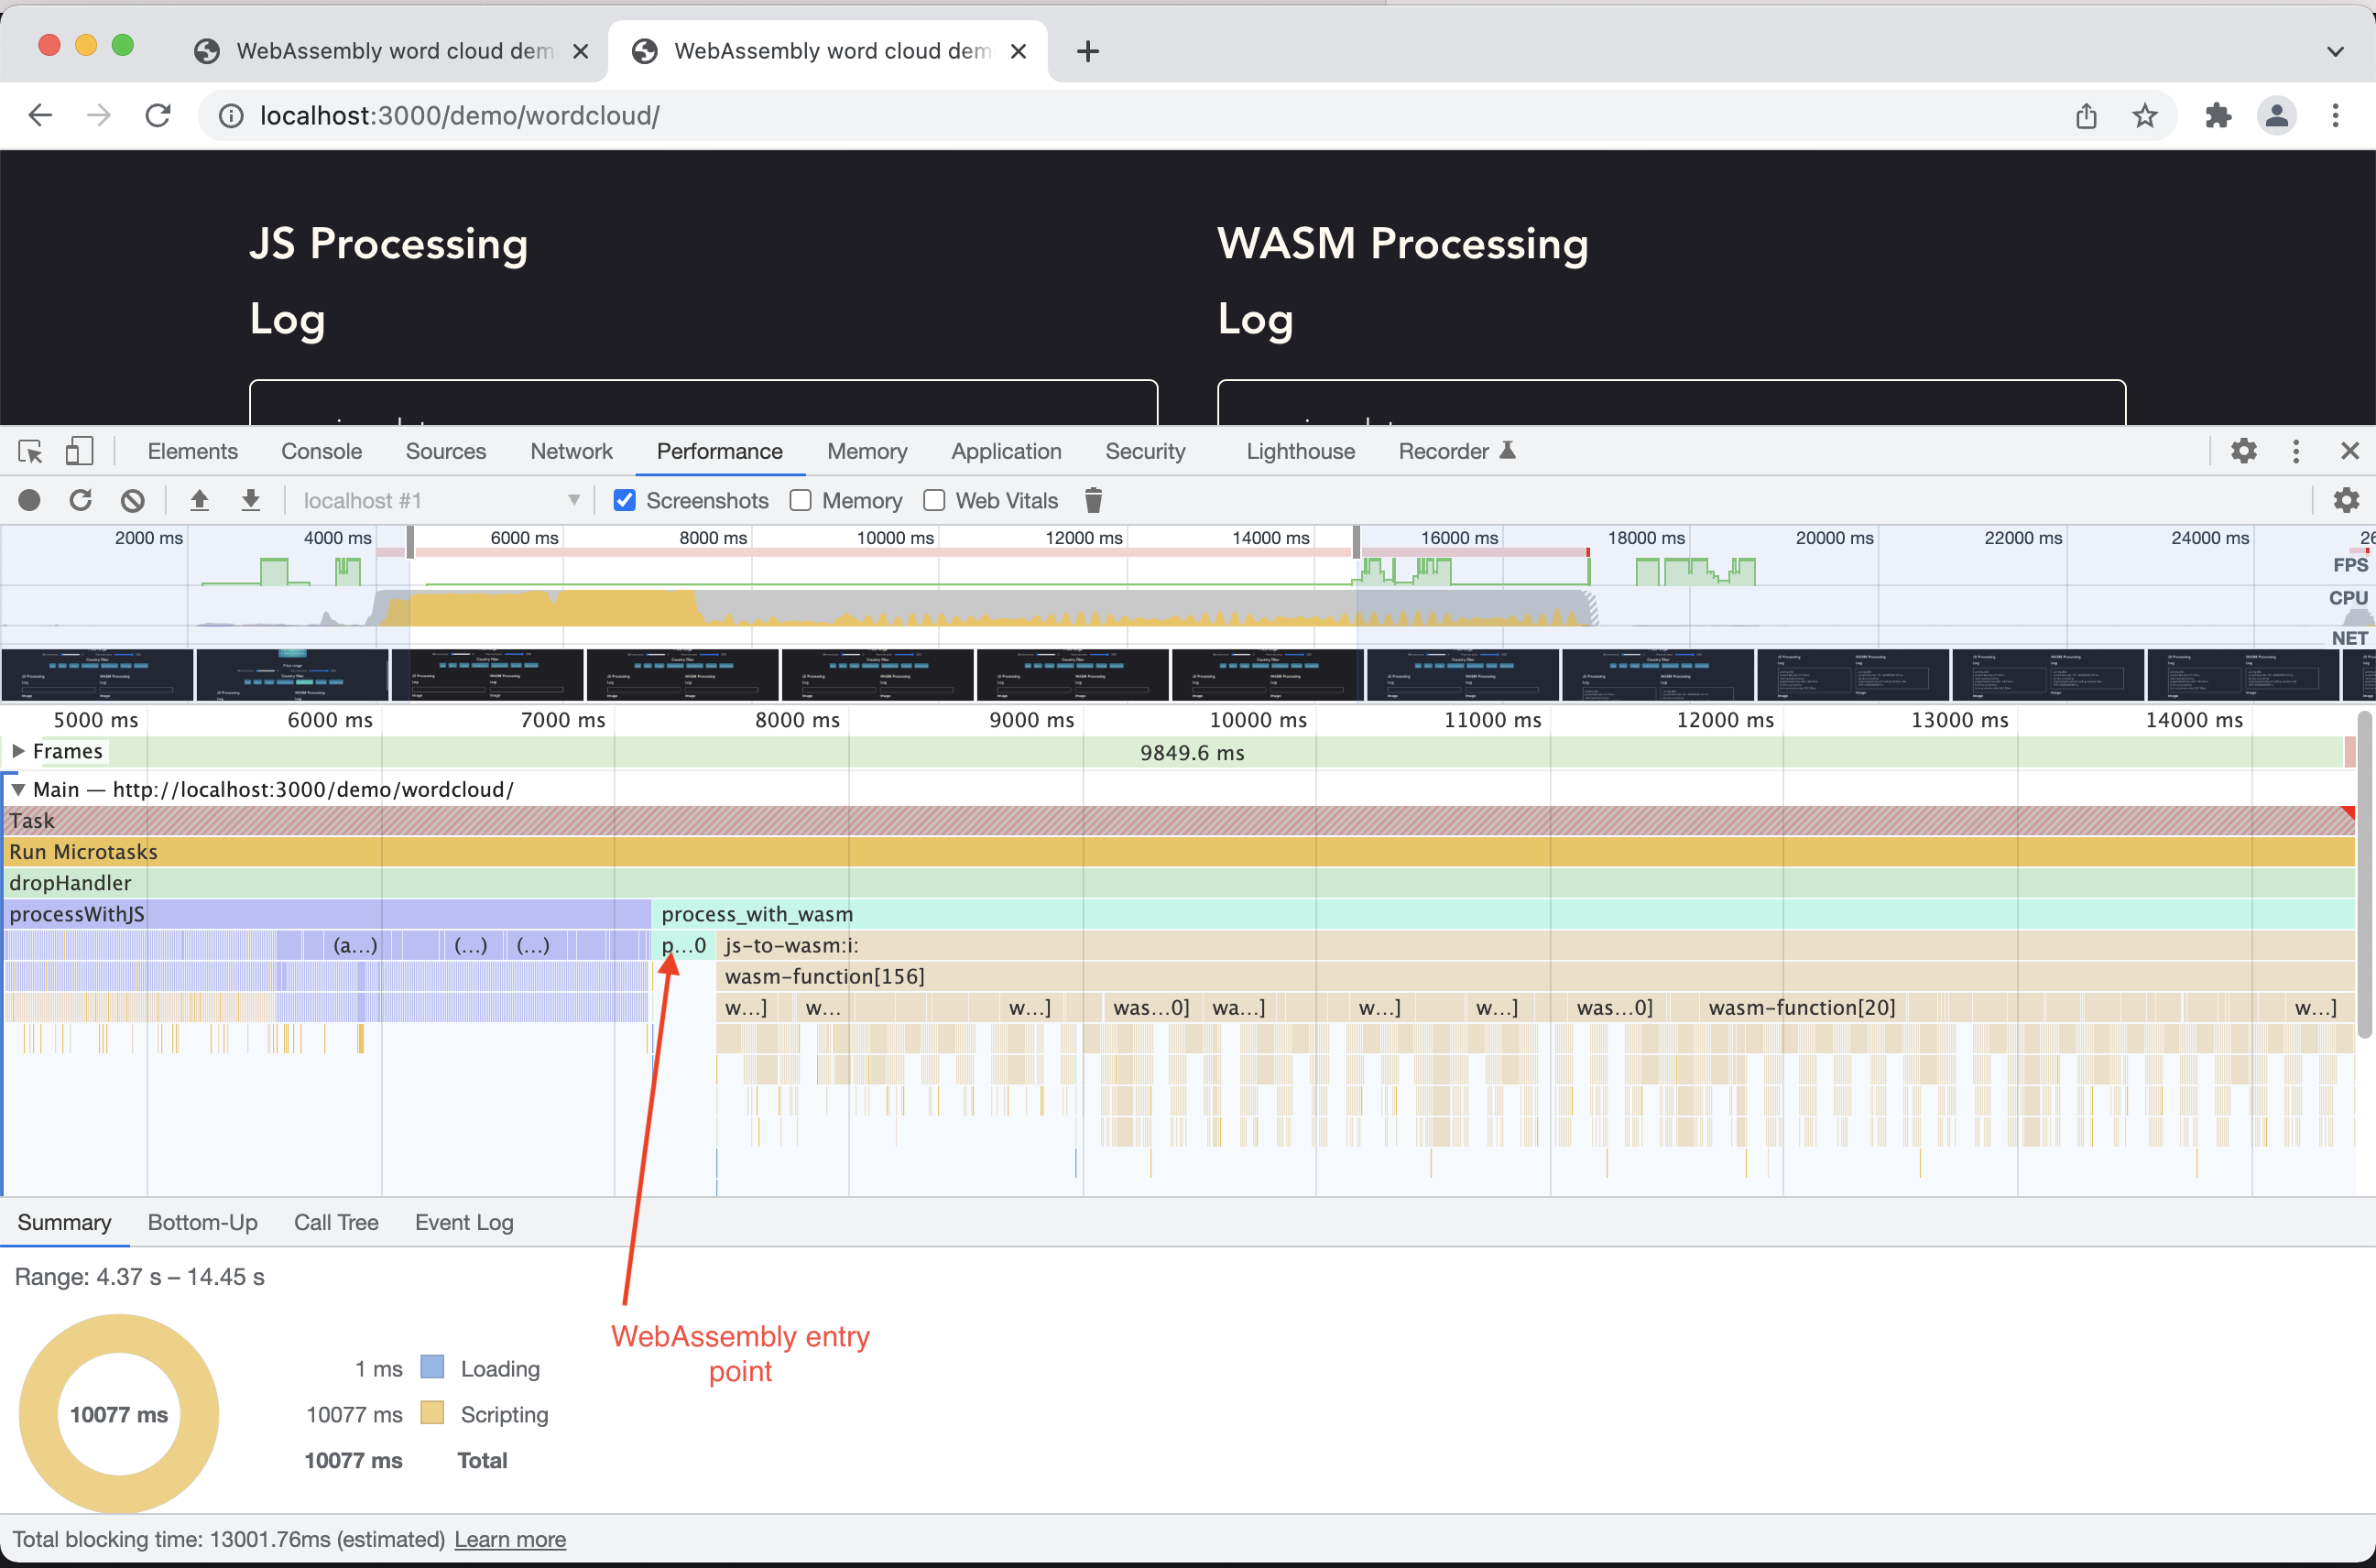 WebAssembly word cloud dem
WebAssembly word cloud dem
localhost:3000/demo/wordcloud/
JS Processing
WASM Processing
Log
Log
Elements Console Sources Network Performance Memory Application Security Lighthouse Recorder
localhost #1 Screenshots Memory Web Vitals
2000 ms 4000 ms 6000 ms 8000 ms 10000 ms 12000 ms 14000 ms 16000 ms 18000 ms 20000 ms 22000 ms 24000 ms 26
FPS
CPU
NET
5000 ms 6000 ms 7000 ms 8000 ms 9000 ms 10000 ms 11000 ms 12000 ms 13000 ms 14000 ms
Frames 9849.6 ms
Main — http://localhost:3000/demo/wordcloud/
Task
Run Microtasks
dropHandler
processWithJS process_with_wasm
(a...) (...) (...) p...0 js-to-wasm:i:
wasm-function[156]
w...] w... w...] was...0] wa...] w...] w...] was...0] wasm-function[20] w...]
Summary Bottom-Up Call Tree Event Log
Range: 4.37 s – 14.45 s
WebAssembly entry
point
1 ms Loading
10077 ms
10077 ms Scripting
10077 ms Total
Total blocking time: 13001.76ms (estimated) Learn more